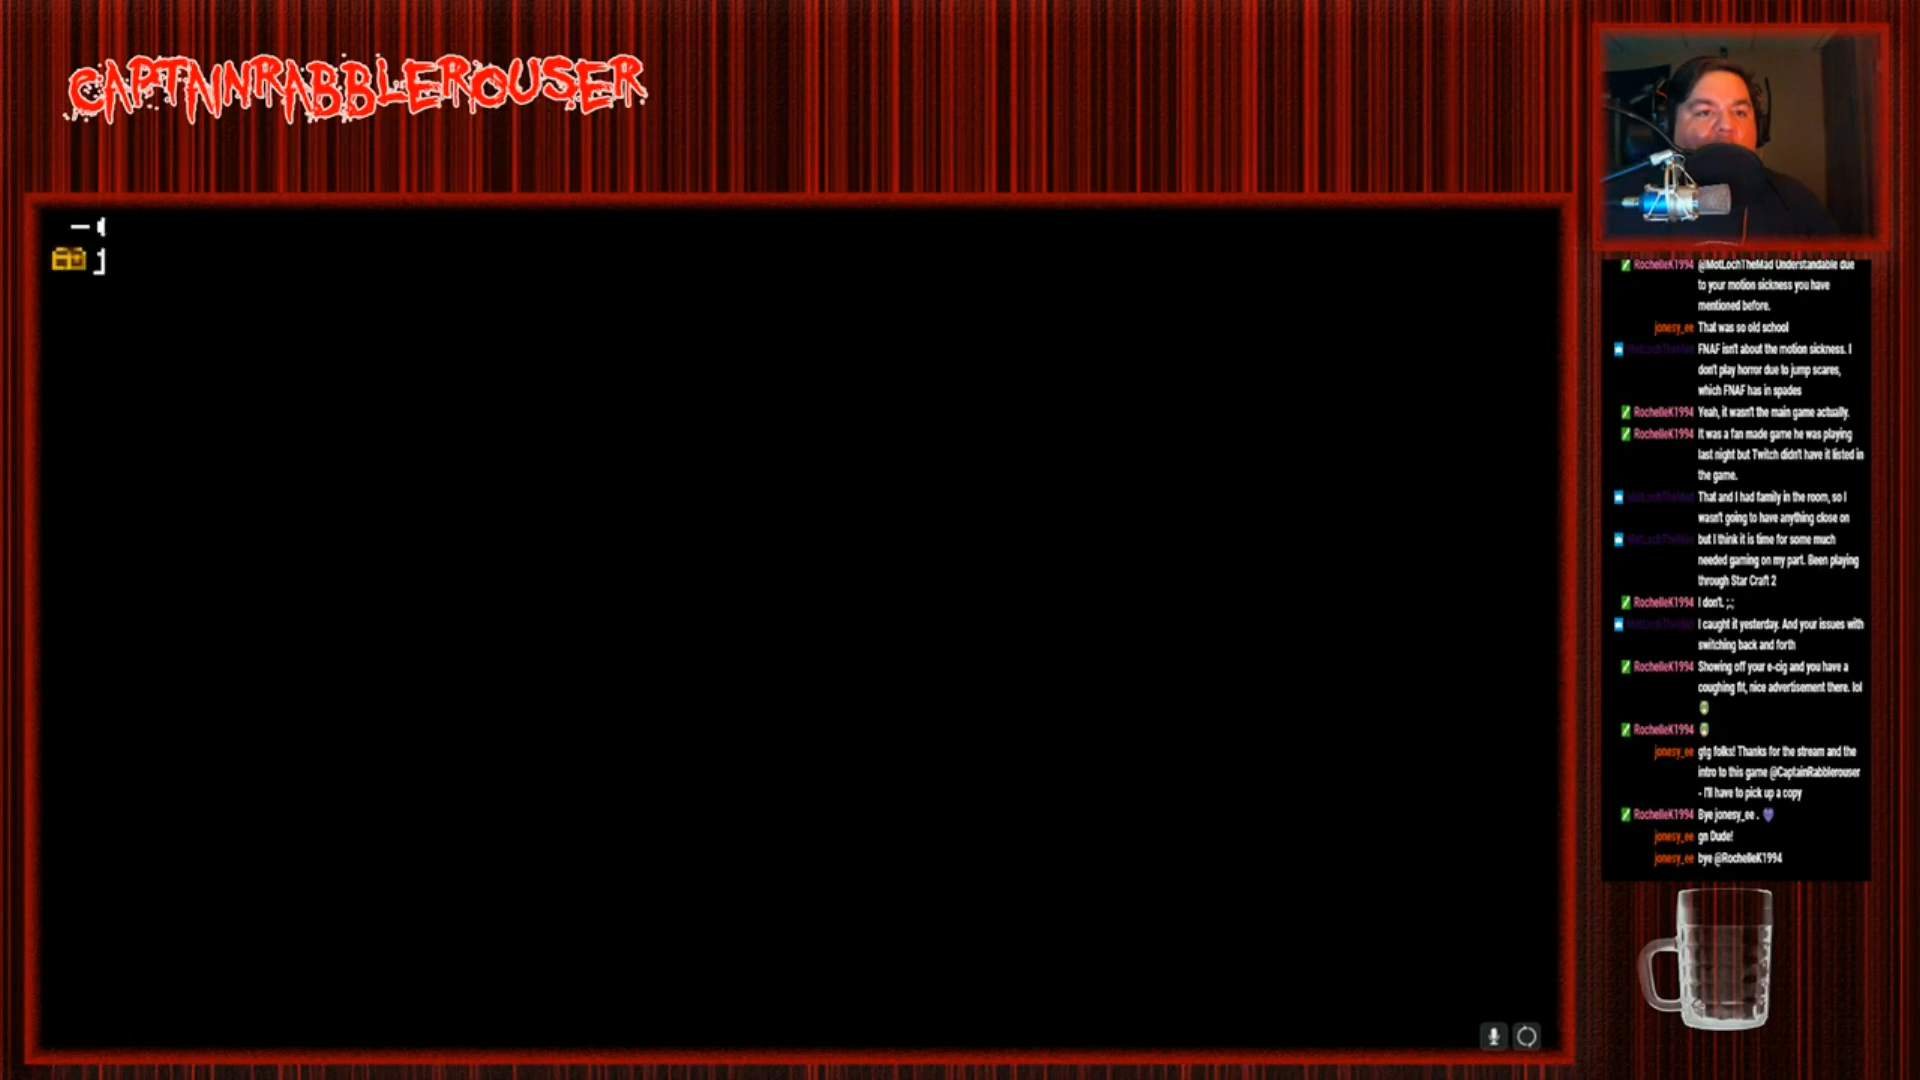 CAPTAINRABBLEROUSER
RochelleK1994 @MotLochTheMad Understandable due
to your motion sickness you have
mentioned before.
jonesy_ee That was so old school
FNAF isn't about the motion sickness. I
don't play horror due to jump scares,
which FNAF has in spades
RochelleK1994 Yeah, it wasn't the main game actually.
RochelleK1994 It was a fan made game he was playing
last night but Twitch didn't have it listed in
the game.
MotLochTheMad That and I had family in the room, so I
wasn't going to have anything close on
MotLochTheMad but I think it is time for some much
needed gaming on my part. Been playing
through Star Craft 2
RochelleK1994 I don't. ;;
I caught it yesterday. And your issues with
switching back and forth
RochelleK1994 Showing off your e-cig and you have a
coughing fit, nice advertisement there. lol
RochelleK1994
jonesy_ee gtg folks! Thanks for the stream and the
intro to this game @CaptainRabblerouser
- I'll have to pick up a copy
RochelleK1994 Bye jonesy_ee . 💜
jonesy_ee gn Dude!
jonesy_ee bye @RochelleK1994